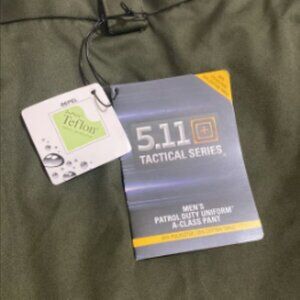 REPEL
Teflon
5.11
TACTICAL SERIES
MEN'S
PATROL DUTY UNIFORM
A-CLASS PANT